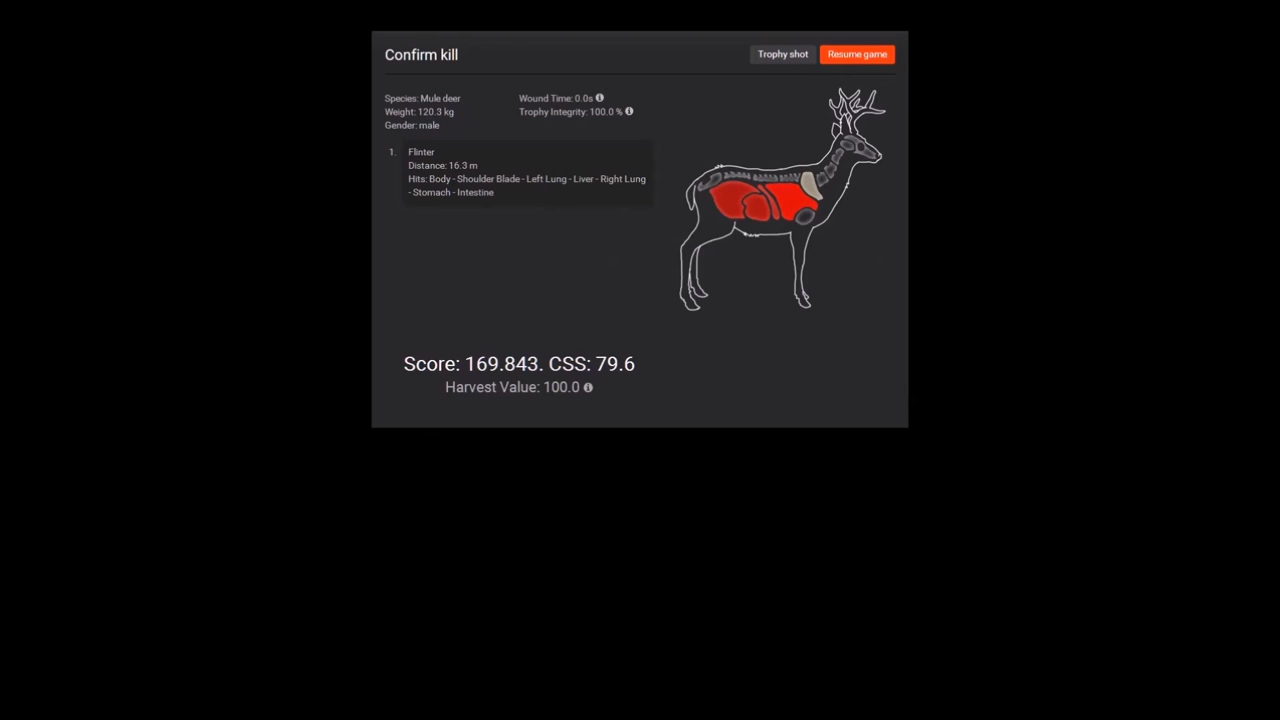 Confirm kill
Trophy shot
Resume game
Species: Mule deer
Weight: 120.3 kg
Gender: male
Wound Time: 0.0s
Trophy Integrity: 100.0 %
1.
Flinter
Distance: 16.3 m
Hits: Body - Shoulder Blade - Left Lung - Liver - Right Lung
- Stomach - Intestine
Score: 169.843. CSS: 79.6
Harvest Value: 100.0